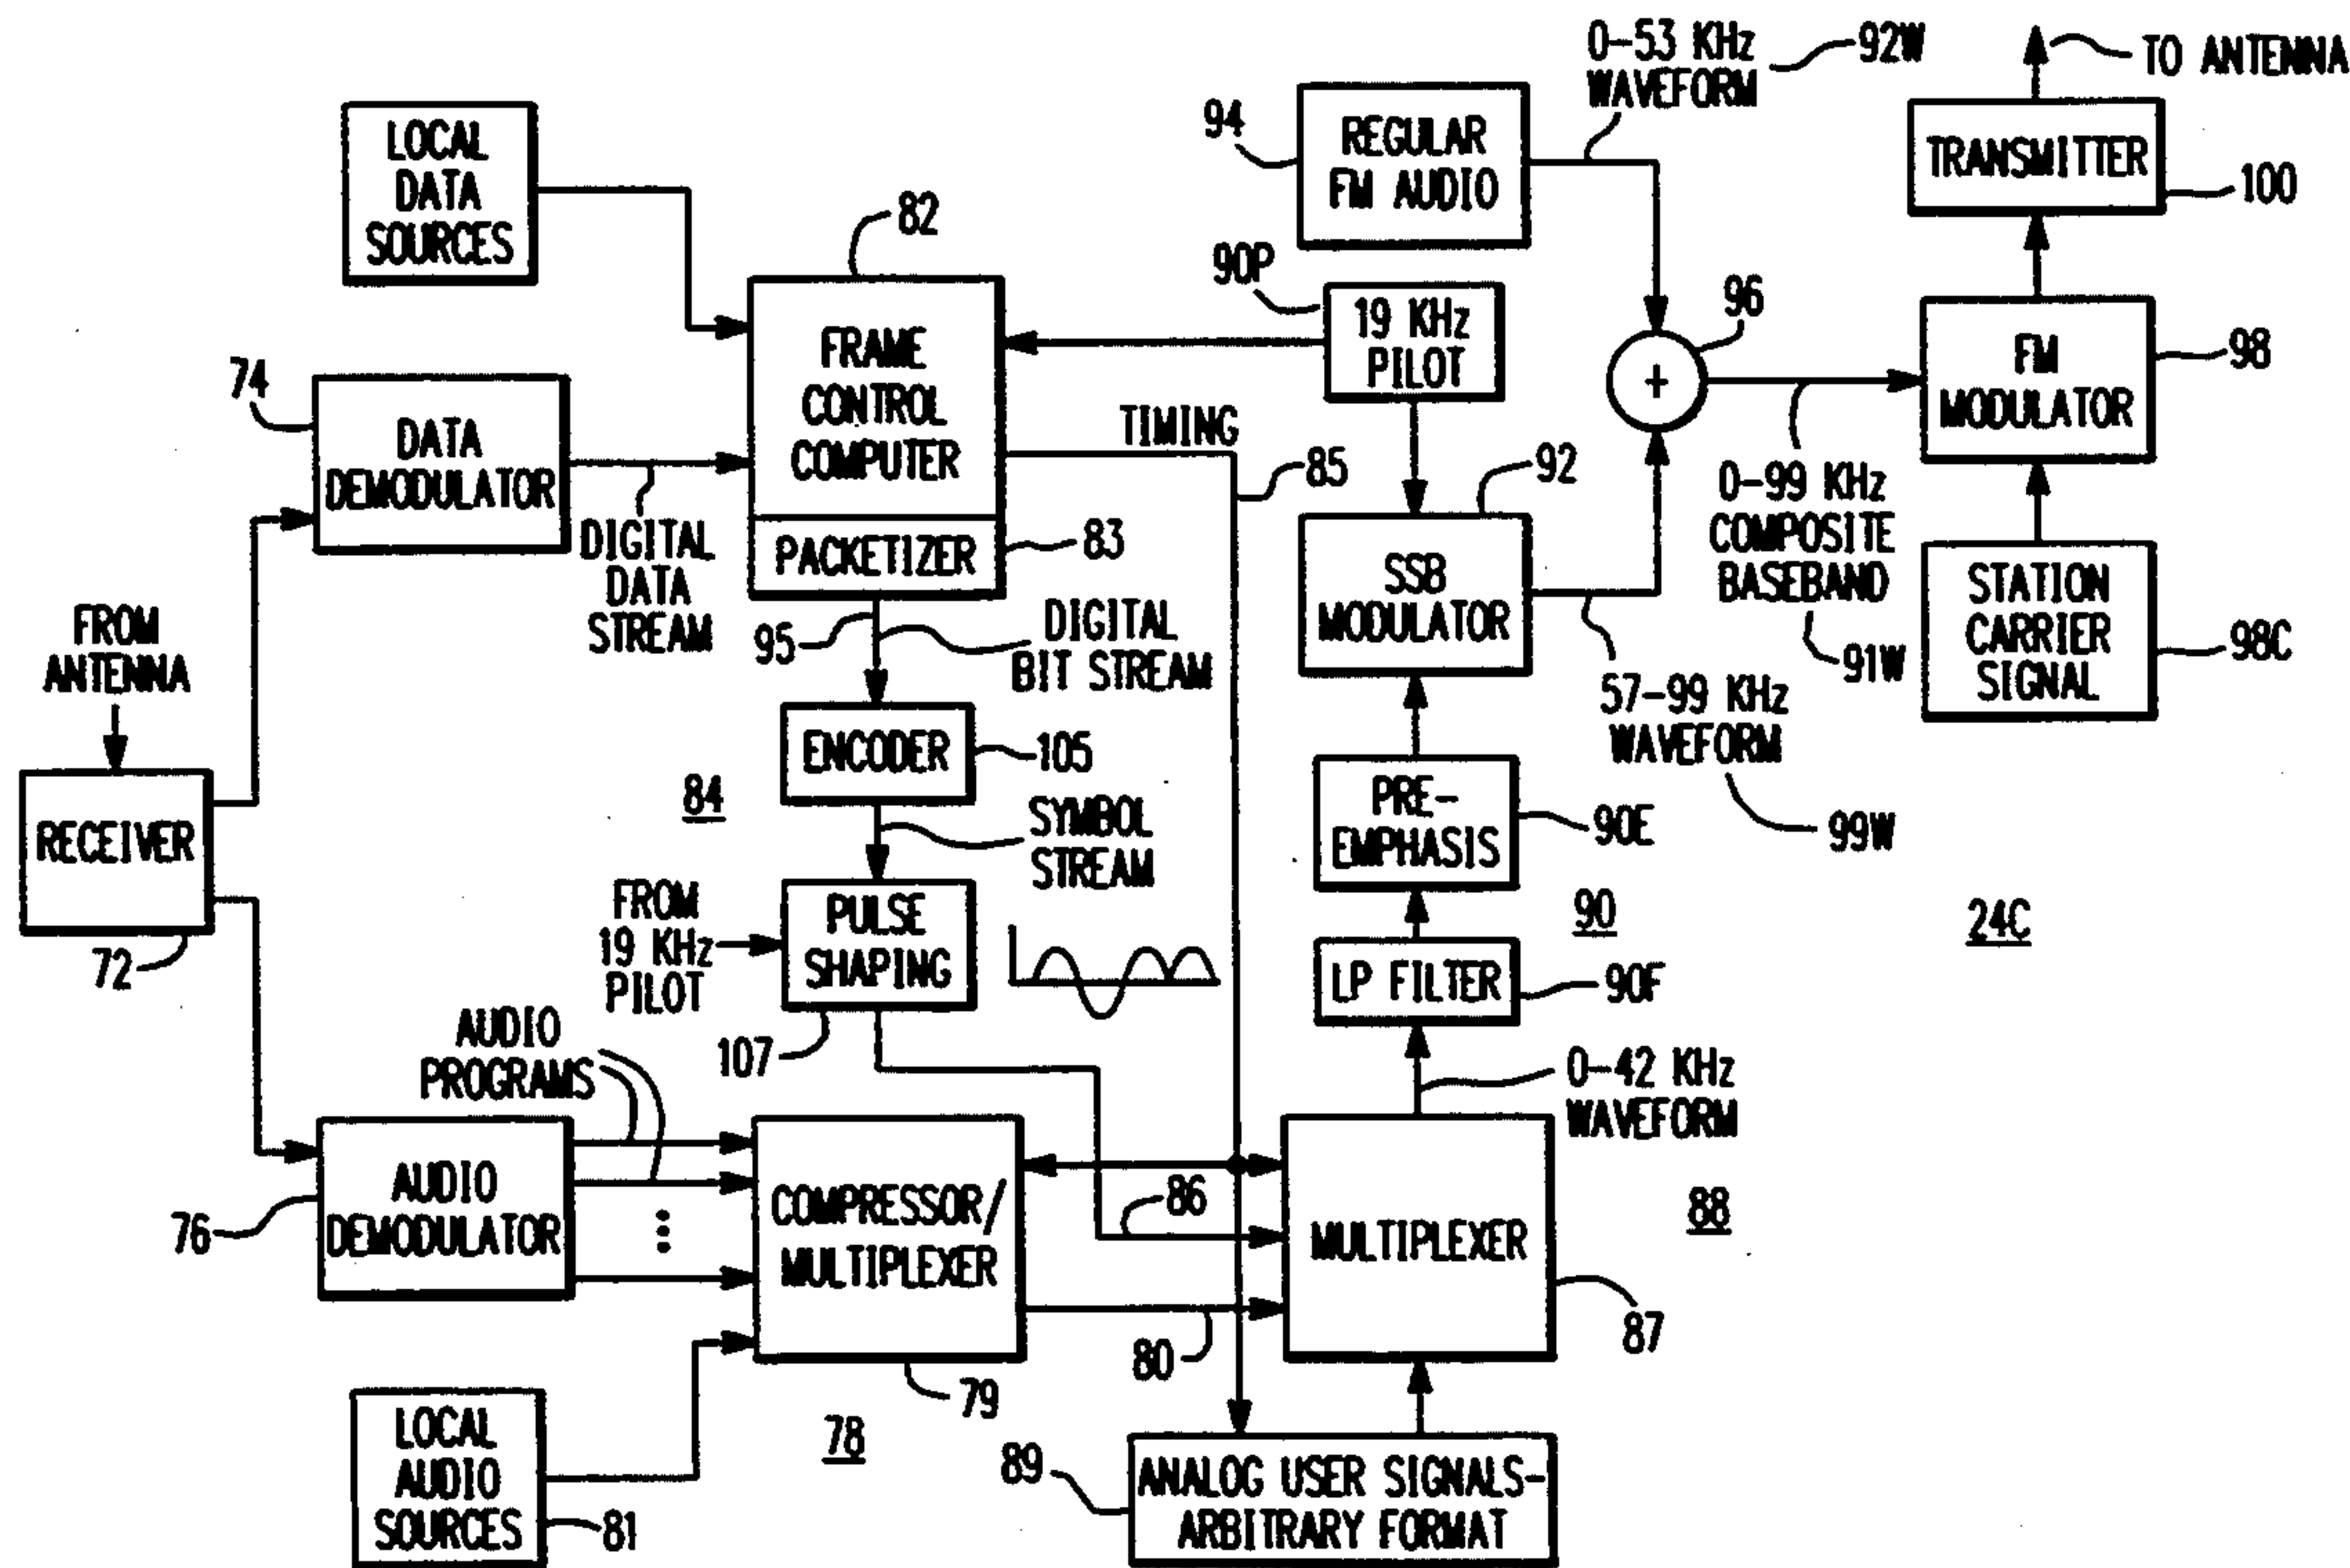 LOCAL
DATA
SOURCES
82
94
REGULAR
FM AUDIO
0-53 KHz
WAVEFORM
92W
TO ANTENNA
TRANSMITTER
100
90P
19 KHz
PILOT
96
+
FM
MODULATOR
98
74
DATA
DEMODULATOR
FRAME
CONTROL
COMPUTER
TIMING
85
92
DIGITAL
DATA
STREAM
PACKETIZER
83
SSB
MODULATOR
0-99 KHz
COMPOSITE
BASEBAND
91W
STATION
CARRIER
SIGNAL
98C
FROM
ANTENNA
95
DIGITAL
BIT STREAM
57-99 KHz
WAVEFORM
99W
RECEIVER
72
84
ENCODER
105
SYMBOL
STREAM
PRE-
EMPHASIS
90E
FROM
19 KHz
PILOT
PULSE
SHAPING
107
90
24C
LP FILTER
90F
AUDIO
PROGRAMS
0-42 KHz
WAVEFORM
76
AUDIO
DEMODULATOR
COMPRESSOR/
MULTIPLEXER
86
MULTIPLEXER
88
80
87
79
78
LOCAL
AUDIO
SOURCES
81
89
ANALOG USER SIGNALS-
ARBITRARY FORMAT